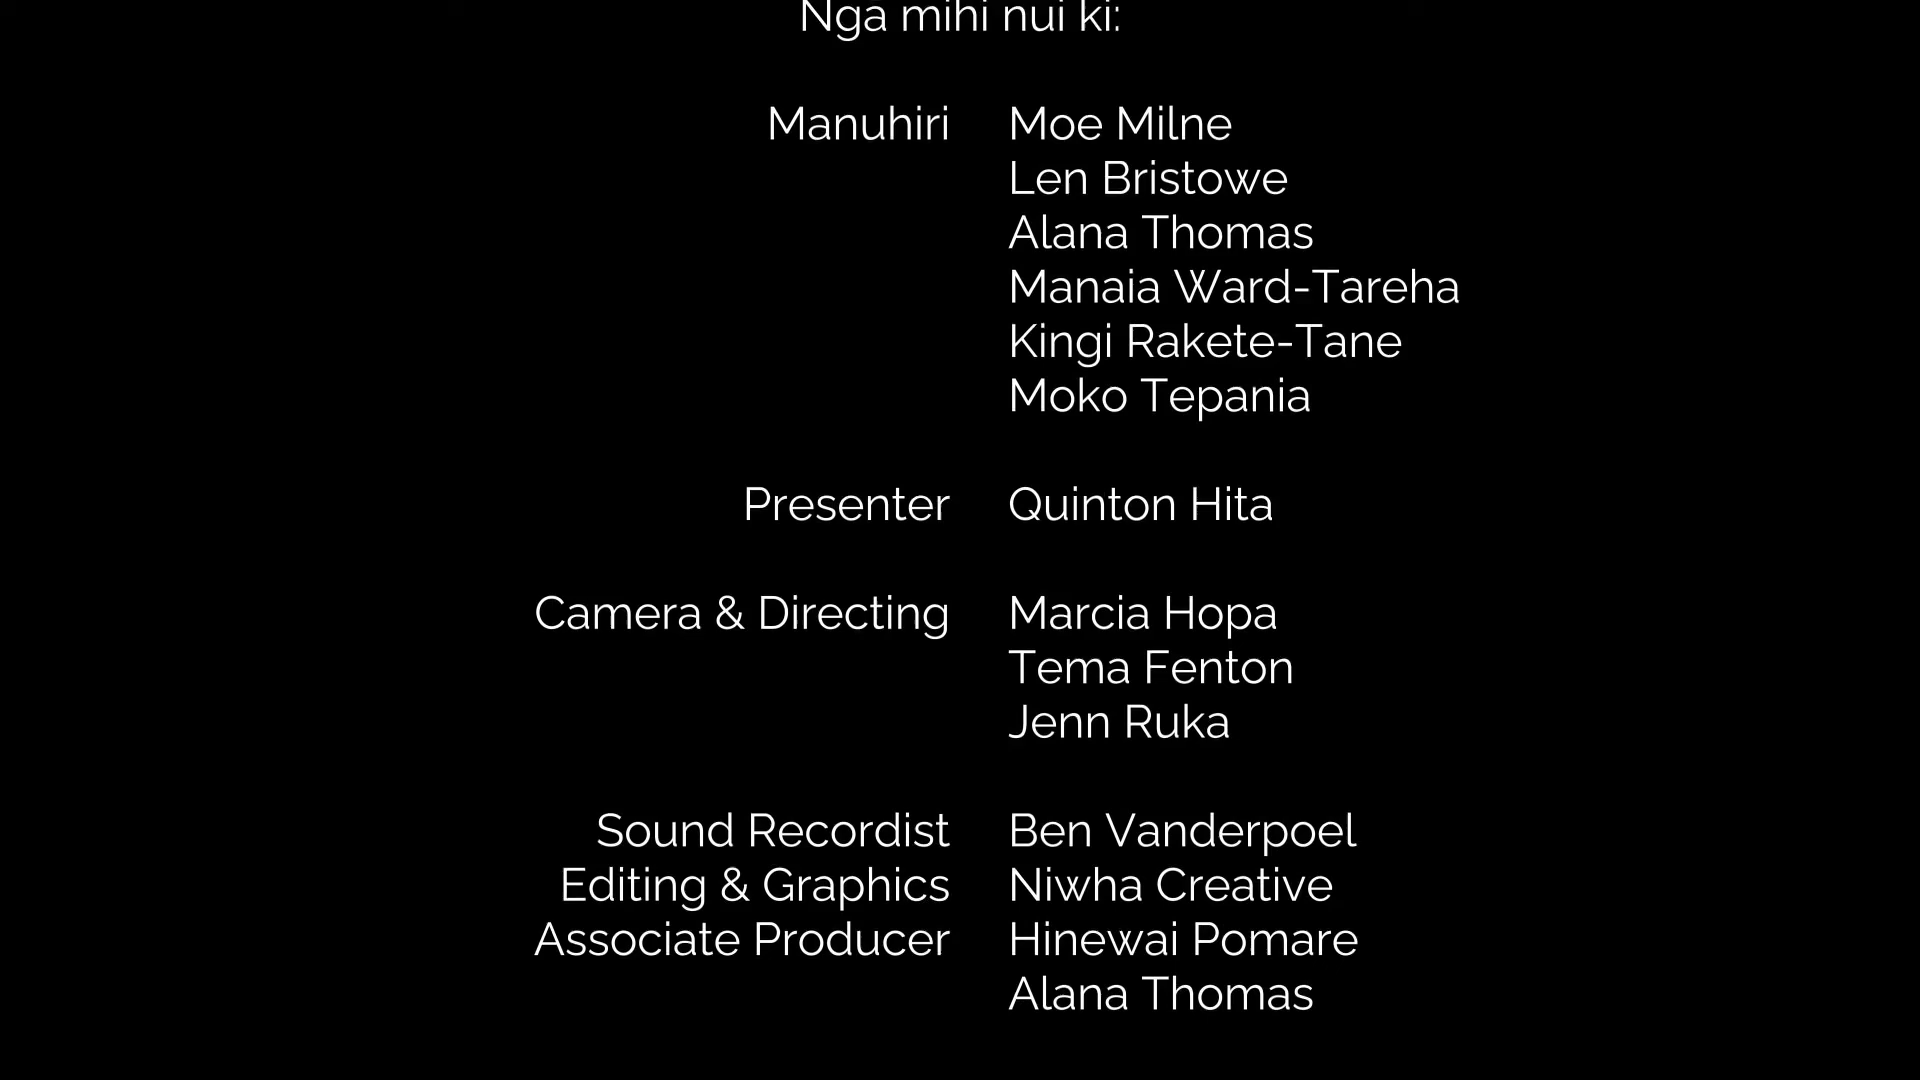 Nga mihi nui ki:
Manuhiri Moe Milne
Len Bristowe
Alana Thomas
Manaia Ward-Tareha
Kingi Rakete-Tane
Moko Tepania
Presenter Quinton Hita
Camera & Directing Marcia Hopa
Tema Fenton
Jenn Ruka
Sound Recordist Ben Vanderpoel
Editing & Graphics Niwha Creative
Associate Producer Hinewai Pomare
Alana Thomas